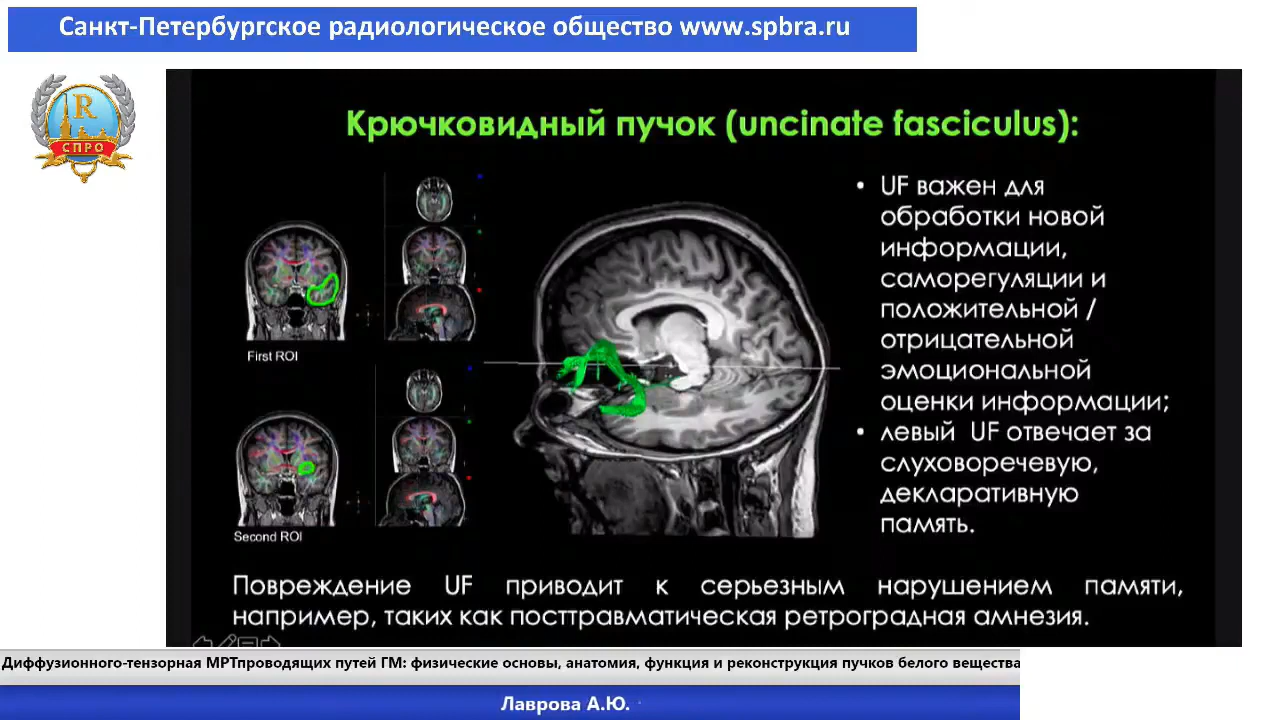 Санкт-Петербургское радиологическое общество www.spbra.ru
R
СПРО
Крючковидный пучок (uncinate fasciculus):
First ROI
Second ROI
• UF важен для
обработки новой
информации,
саморегуляции и
положительной /
отрицательной
эмоциональной
оценки информации;
• левый UF отвечает за
слуховоречевую,
декларативную
память.
Повреждение UF приводит к серьезным нарушением памяти,
например, таких как посттравматическая ретроградная амнезия.
Диффузионного-тензорная МРТпроводящих путей ГМ: физические основы, анатомия, функция и реконструкция пучков белого вещества
Лаврова А.Ю.